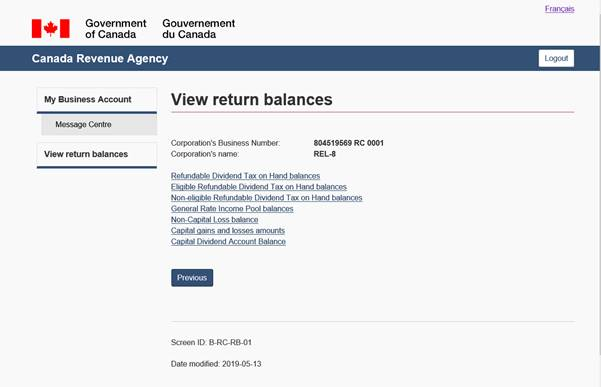 Français
Government Gouvernement
of Canada du Canada
Canada Revenue Agency
Logout
My Business Account
Message Centre
View return balances
View return balances
Corporation's Business Number: 804519569 RC 0001
Corporation's name: REL-8
Refundable Dividend Tax on Hand balances
Eligible Refundable Dividend Tax on Hand balances
Non-eligible Refundable Dividend Tax on Hand balances
General Rate Income Pool balances
Non-Capital Loss balance
Capital gains and losses amounts
Capital Dividend Account Balance
Previous
Screen ID: B-RC-RB-01
Date modified: 2019-05-13